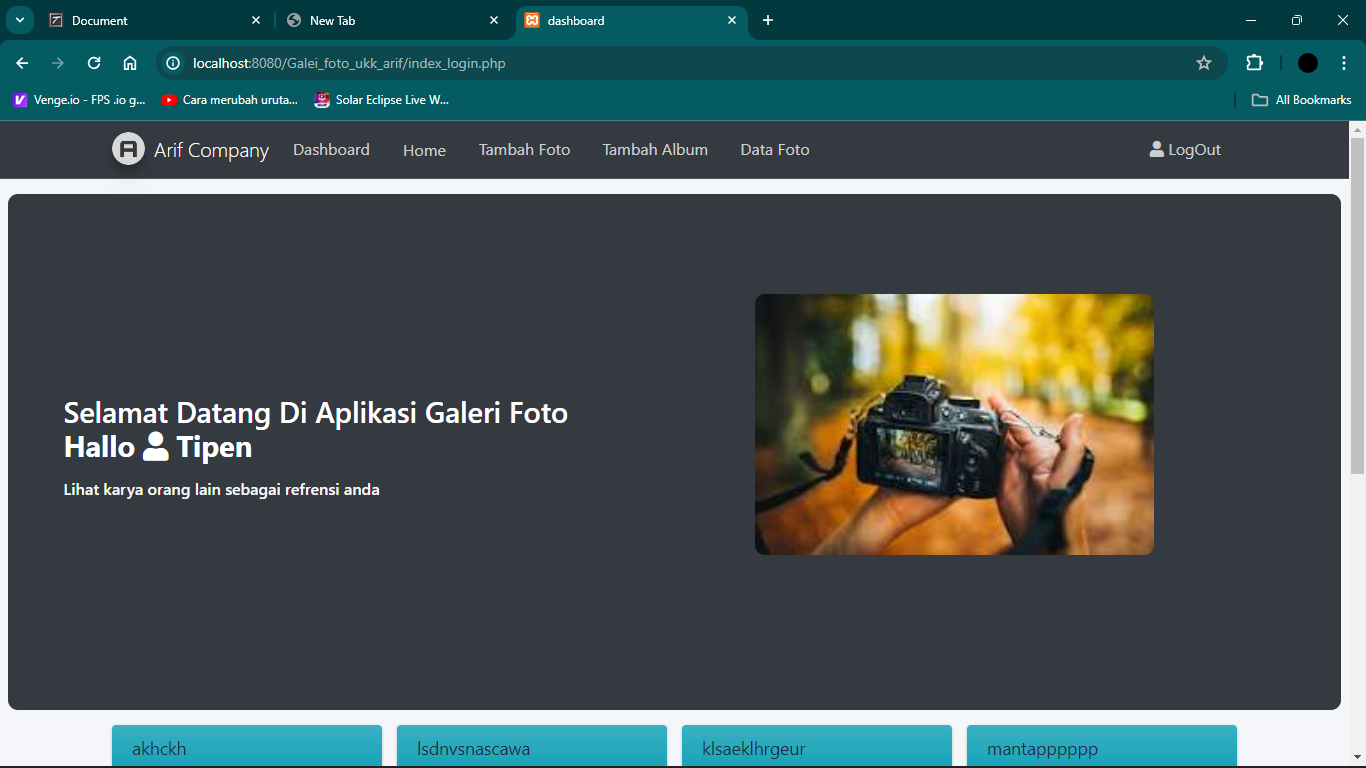 Document
New Tab
dashboard
localhost:8080/Galei_foto_ukk_arif/index_login.php
Venge.io - FPS .io g...
Cara merubah uruta...
Solar Eclipse Live W...
All Bookmarks
A Arif Company
Dashboard
Home
Tambah Foto
Tambah Album
Data Foto
LogOut
Selamat Datang Di Aplikasi Galeri Foto
Hallo Tipen
Lihat karya orang lain sebagai refrensi anda
akhckh
lsdnvsnascawa
klsaeklhrgeur
mantapppppp